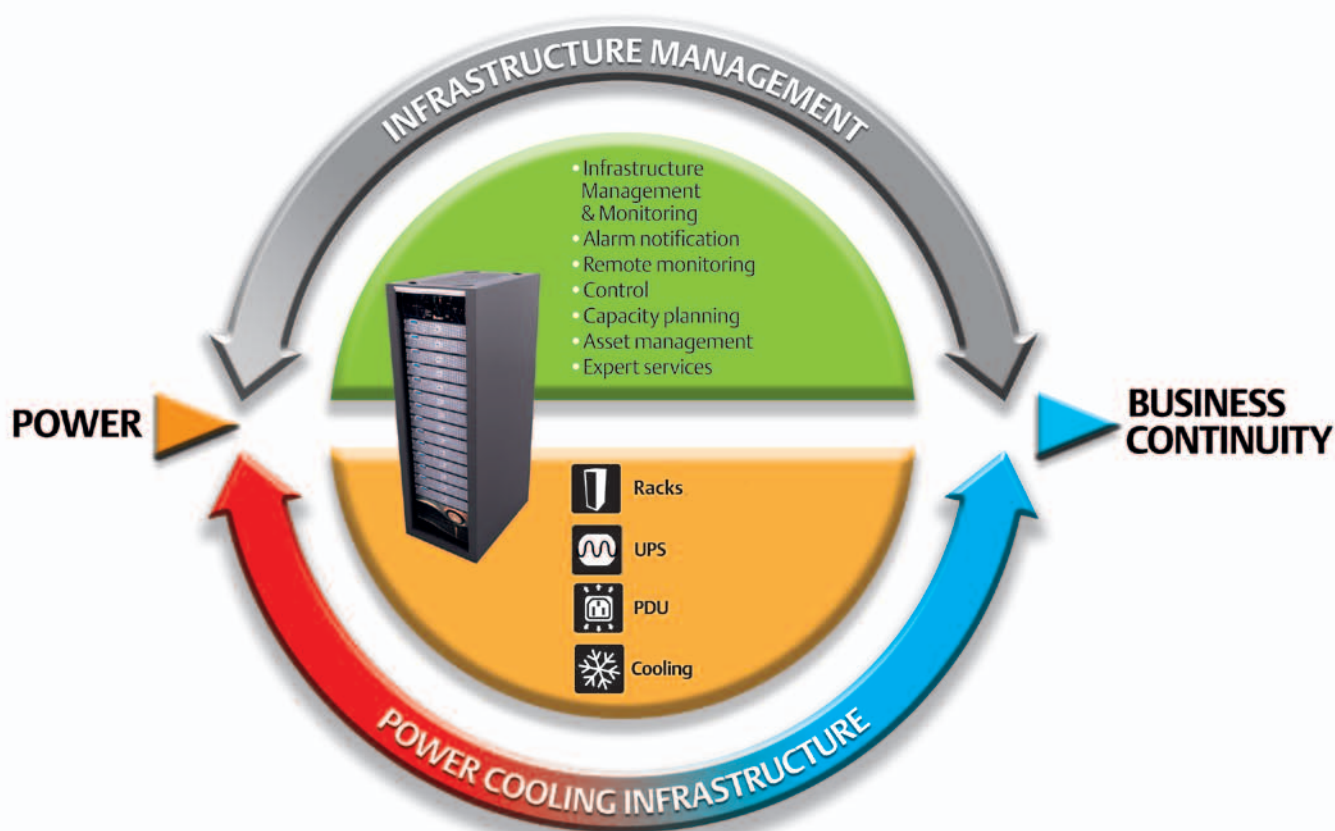 INFRASTRUCTURE MANAGEMENT
• Infrastructure
Management
& Monitoring
• Alarm notification
• Remote monitoring
• Control
• Capacity planning
• Asset management
• Expert services
POWER
BUSINESS
CONTINUITY
Racks
UPS
PDU
Cooling
POWER COOLING INFRASTRUCTURE